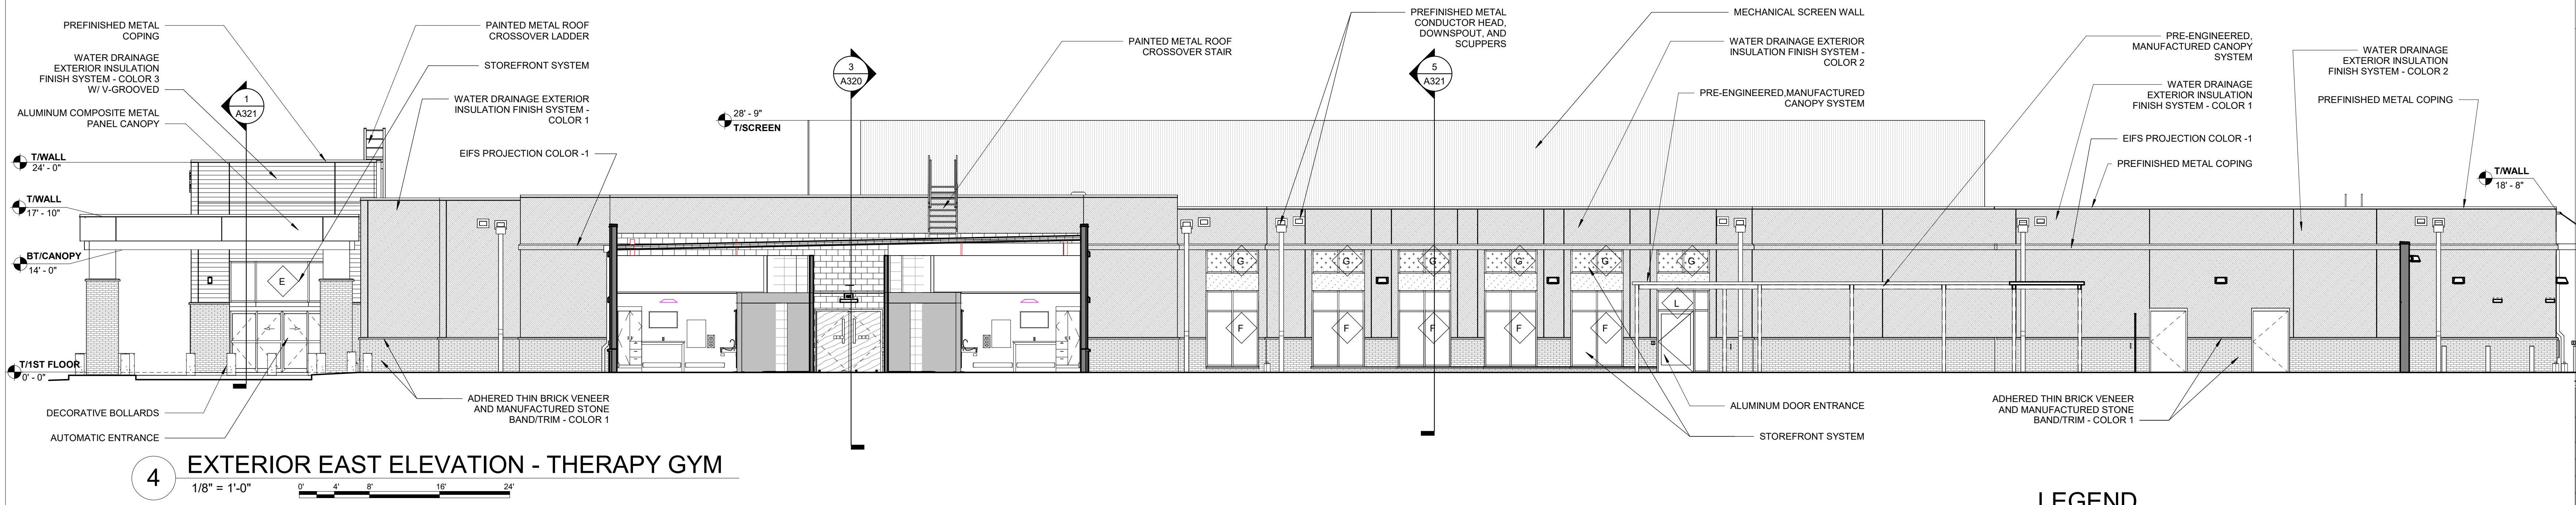 PREFINISHED METAL
COPING
WATER DRAINAGE
EXTERIOR INSULATION
FINISH SYSTEM - COLOR 3
W/ V-GROOVED
ALUMINUM COMPOSITE METAL
PANEL CANOPY
1
A321
PAINTED METAL ROOF
CROSSOVER LADDER
STOREFRONT SYSTEM
WATER DRAINAGE EXTERIOR
INSULATION FINISH SYSTEM -
COLOR 1
EIFS PROJECTION COLOR -1
28' - 9"
T/SCREEN
3
A320
PAINTED METAL ROOF
CROSSOVER STAIR
PREFINISHED METAL
CONDUCTOR HEAD,
DOWNSPOUT, AND
SCUPPERS
5
A321
MECHANICAL SCREEN WALL
WATER DRAINAGE EXTERIOR
INSULATION FINISH SYSTEM -
COLOR 2
PRE-ENGINEERED,MANUFACTURED
CANOPY SYSTEM
PRE-ENGINEERED,
MANUFACTURED CANOPY
SYSTEM
WATER DRAINAGE
EXTERIOR INSULATION
FINISH SYSTEM - COLOR 1
EIFS PROJECTION COLOR -1
PREFINISHED METAL COPING
WATER DRAINAGE
EXTERIOR INSULATION
FINISH SYSTEM - COLOR 2
PREFINISHED METAL COPING
T/WALL
18' - 8"
T/WALL
24' - 0"
T/WALL
17' - 10"
BT/CANOPY
14' - 0"
T/1ST FLOOR
0' - 0"
E
G G G G G G
L
F F F F F
DECORATIVE BOLLARDS
AUTOMATIC ENTRANCE
ADHERED THIN BRICK VENEER
AND MANUFACTURED STONE
BAND/TRIM - COLOR 1
ALUMINUM DOOR ENTRANCE
STOREFRONT SYSTEM
ADHERED THIN BRICK VENEER
AND MANUFACTURED STONE
BAND/TRIM - COLOR 1
4
EXTERIOR EAST ELEVATION - THERAPY GYM
1/8" = 1'-0"
0' 4' 8' 16' 24'
LEGEND